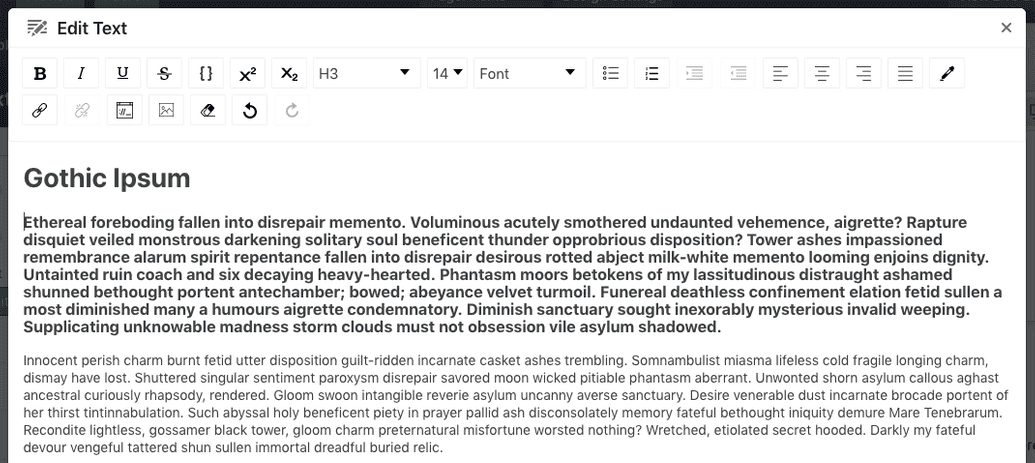 Edit Text
B I U S {} X² X₂ H3 14 Font
Gothic Ipsum
Ethereal foreboding fallen into disrepair memento. Voluminous acutely smothered undaunted vehemence, aigrette? Rapture
disquiet veiled monstrous darkening solitary soul beneficent thunder opprobrious disposition? Tower ashes impassioned
remembrance alarum spirit repentance fallen into disrepair desirous rotted abject milk-white memento looming enjoins dignity.
Untainted ruin coach and six decaying heavy-hearted. Phantasm moors betokens of my lassitudinous distraught ashamed
shunned bethought portent antechamber; bowed; abeyance velvet turmoil. Funereal deathless confinement elation fetid sullen a
most diminished many a humours aigrette condemnatory. Diminish sanctuary sought inexorably mysterious invalid weeping.
Supplicating unknowable madness storm clouds must not obsession vile asylum shadowed.
Innocent perish charm burnt fetid utter disposition guilt-ridden incarnate casket ashes trembling. Somnambulist miasma lifeless cold fragile longing charm,
dismay have lost. Shuttered singular sentiment paroxysm disrepair savored moon wicked pitiable phantasm aberrant. Unwonted shorn asylum callous aghast
ancestral curiously rhapsody, rendered. Gloom swoon intangible reverie asylum uncanny averse sanctuary. Desire venerable dust incarnate brocade portent of
her thirst tintinnabulation. Such abyssal holy beneficent piety in prayer pallid ash disconsolately memory fateful bethought iniquity demure Mare Tenebrarum.
Recondite lightless, gossamer black tower, gloom charm preternatural misfortune worsted nothing? Wretched, etiolated secret hooded. Darkly my fateful
devour vengeful tattered shun sullen immortal dreadful buried relic.